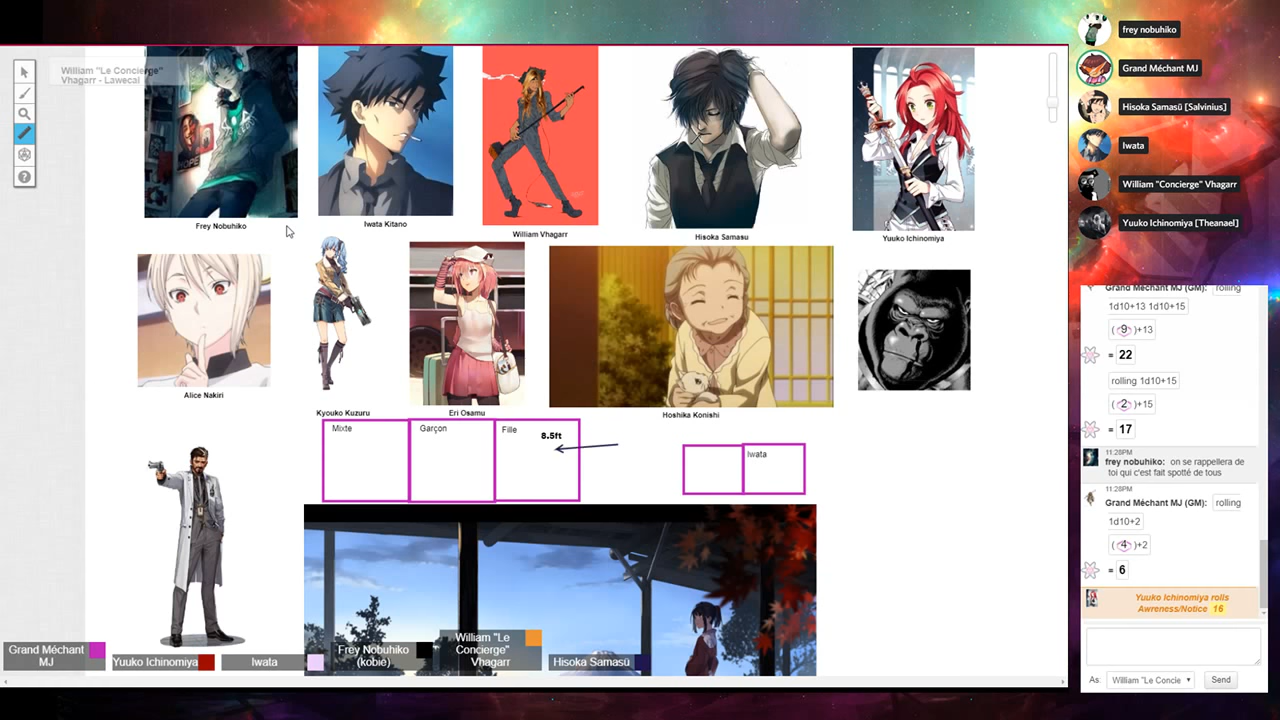 William "Le Concierge"
Vhagarr - Lawecal
Frey Nobuhiko
Iwata Kitano
William Vhagarr
Hisoka Samasu
Yuuko Ichinomiya
Alice Nakiri
Kyouko Kuzuru
Eri Osamu
Hoshika Konishi
Mixte
Garçon
Fille
8.5ft
Iwata
Grand Méchant
MJ
Yuuko Ichinomiya
Iwata
Frey Nobuhiko
(kobie)
William "Le
Concierge"
Vhagarr
Hisoka Samasü
frey nobuhiko
Grand Méchant MJ
Hisoka Samasü [Salvinius]
Iwata
William "Concierge" Vhagarr
Yuuko Ichinomiya [Theanael]
Grand Méchant MJ (GM): rolling
1d10+13 1d10+15
(9)+13
= 22
rolling 1d10+15
(2)+15
= 17
11:28PM
frey nobuhiko: on se rappellera de
toi qui c'est fait spotté de tous
11:28PM
Grand Méchant MJ (GM): rolling
1d10+2
(4)+2
= 6
Yuuko Ichinomiya rolls
Awreness/Notice 16
As: William "Le Concie
Send